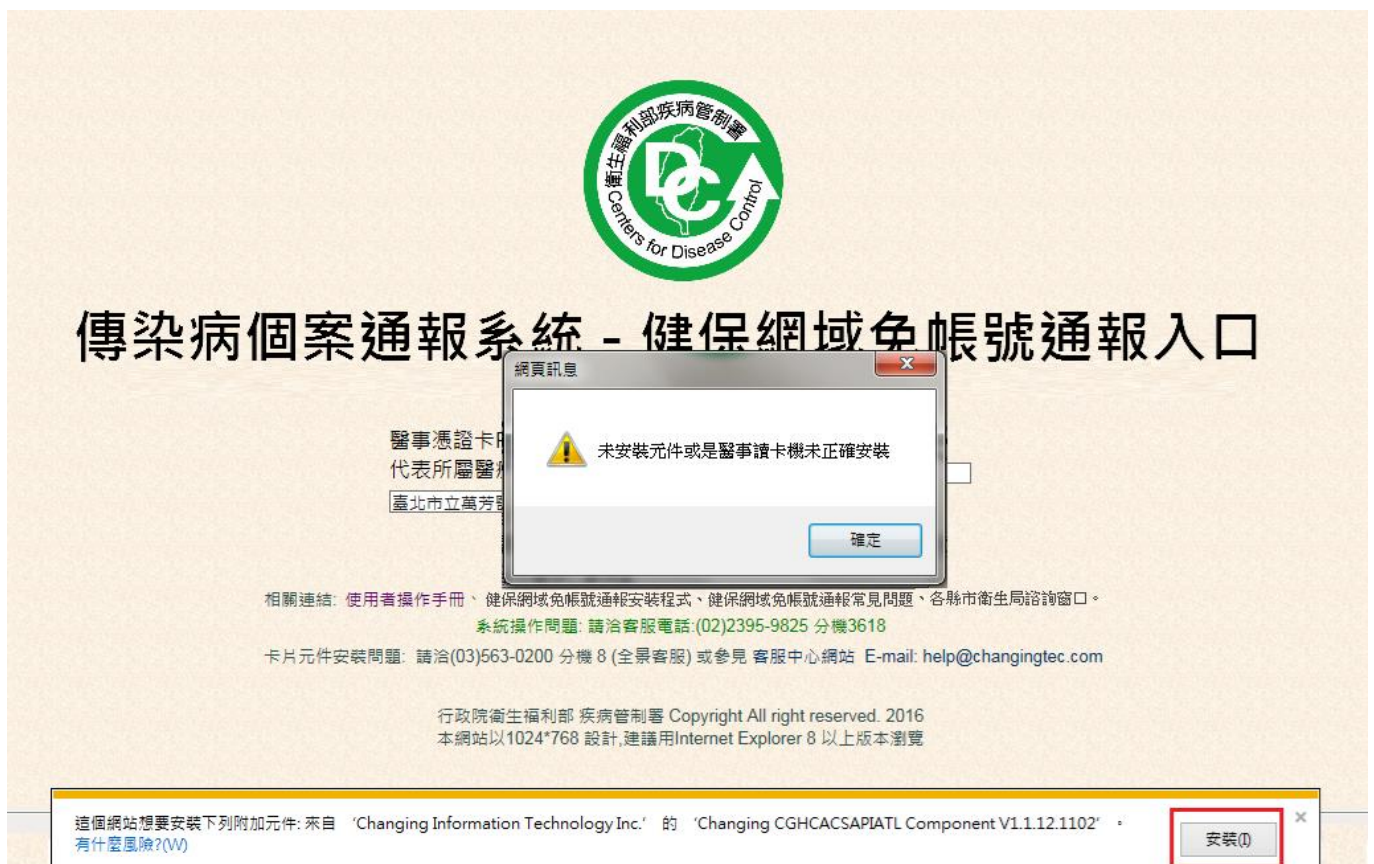 衛生福利部疾病管制署
DC
Centers for Disease Control
傳染病個案通報系統 - 健保網域免帳號通報入口
網頁訊息
x
未安裝元件或是醫事讀卡機未正確安裝
確定
醫事憑證卡
代表所屬醫
臺北市立萬芳
相關連結: 使用者操作手冊、 健保網域免帳號通報安裝程式、健保網域免帳號通報常見問題、各縣市衛生局諮詢窗口。
系統操作問題: 請洽客服電話:(02)2395-9825 分機3618
卡片元件安裝問題: 請洽(03)563-0200 分機 8 (全景客服) 或參見 客服中心網站 E-mail: help@changingtec.com
行政院衛生福利部 疾病管制署 Copyright All right reserved. 2016
本網站以1024*768 設計,建議用Internet Explorer 8 以上版本瀏覽
這個網站想要安裝下列附加元件: 來自 ‘Changing Information Technology Inc.’ 的 ‘Changing CGHCACSAPIATL Component V1.1.12.1102’ 。
有什麼風險?(W)
安裝(I)
×